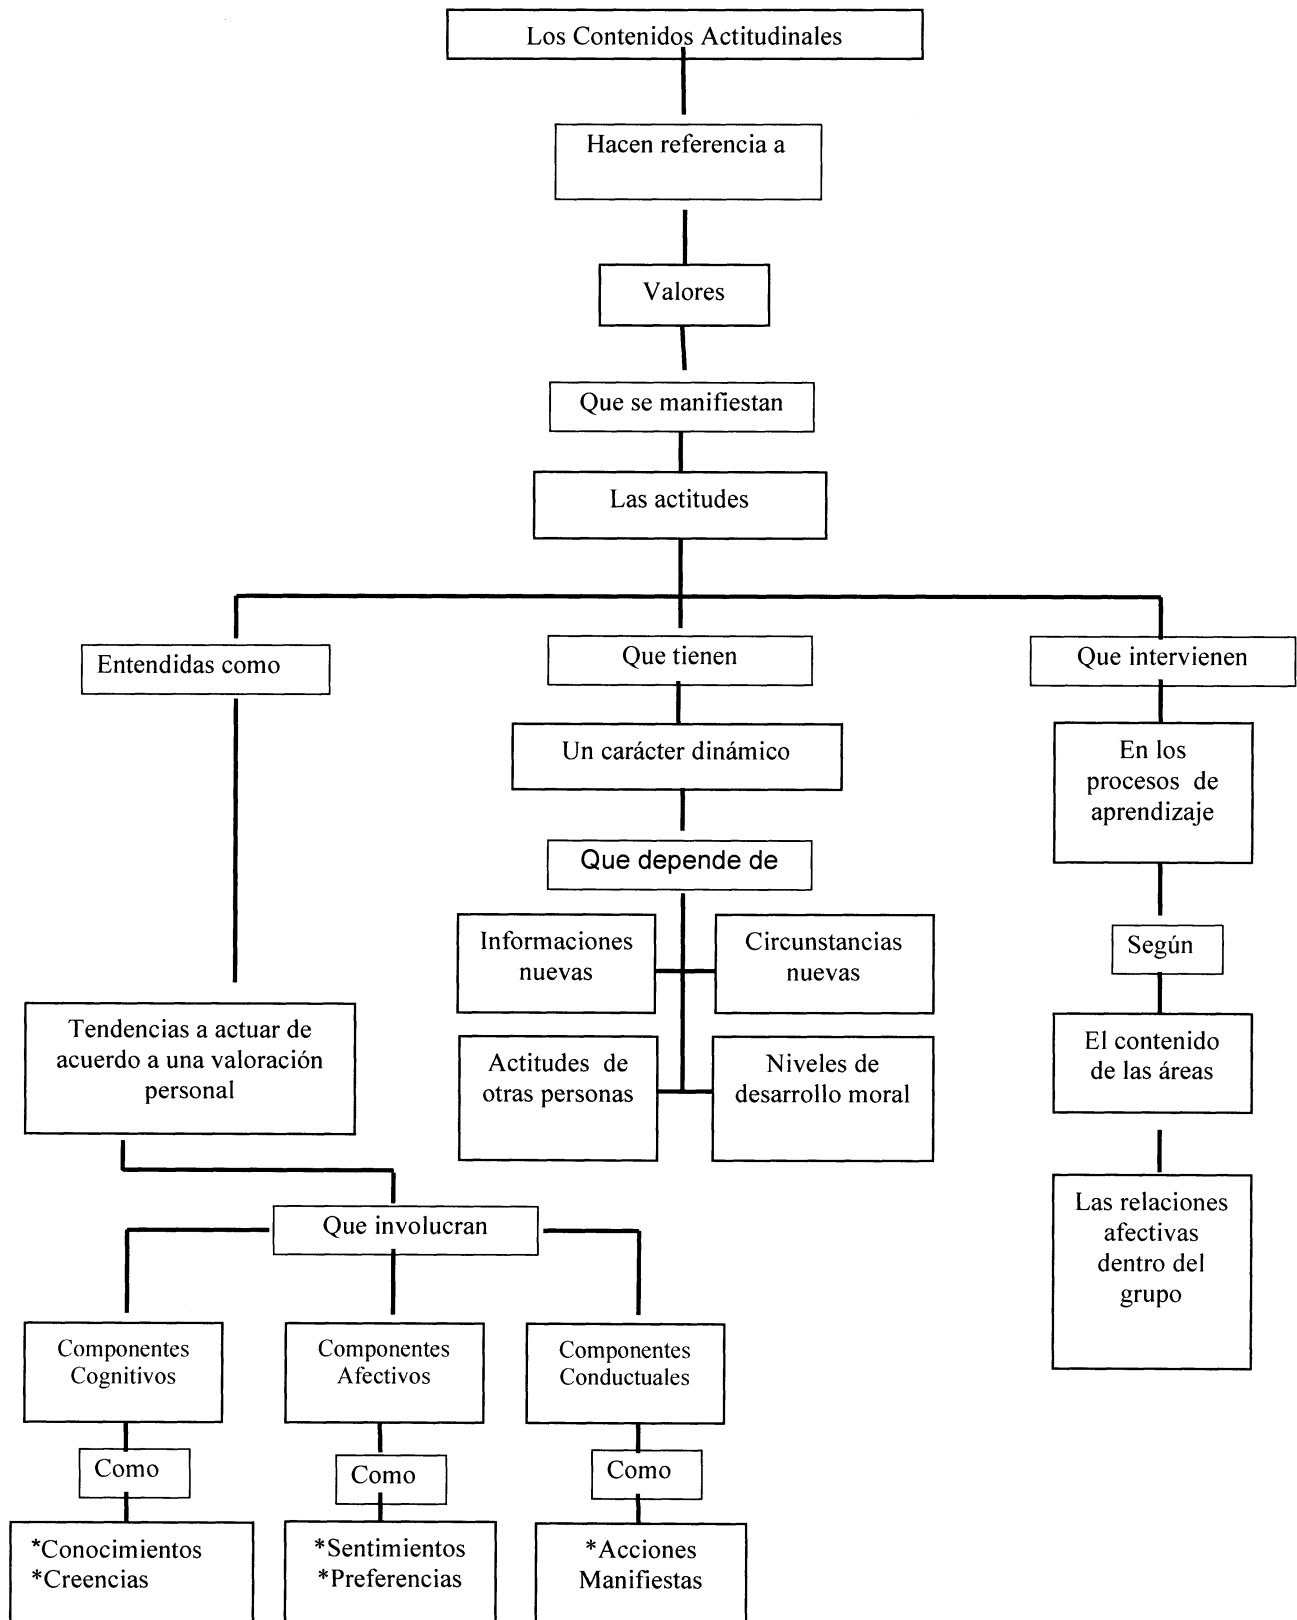 Los Contenidos Actitudinales
Hacen referencia a
Valores
Que se manifiestan
Las actitudes
Entendidas como
Que tienen
Que intervienen
Un carácter dinámico
En los
procesos de
aprendizaje
Que depende de
Informaciones
nuevas
Circunstancias
nuevas
Según
Tendencias a actuar de
acuerdo a una valoración
personal
Actitudes de
otras personas
Niveles de
desarrollo moral
El contenido
de las áreas
Que involucran
Las relaciones
afectivas
dentro del
grupo
Componentes
Cognitivos
Componentes
Afectivos
Componentes
Conductuales
Como
Como
Como
*Conocimientos
*Creencias
*Sentimientos
*Preferencias
*Acciones
Manifiestas